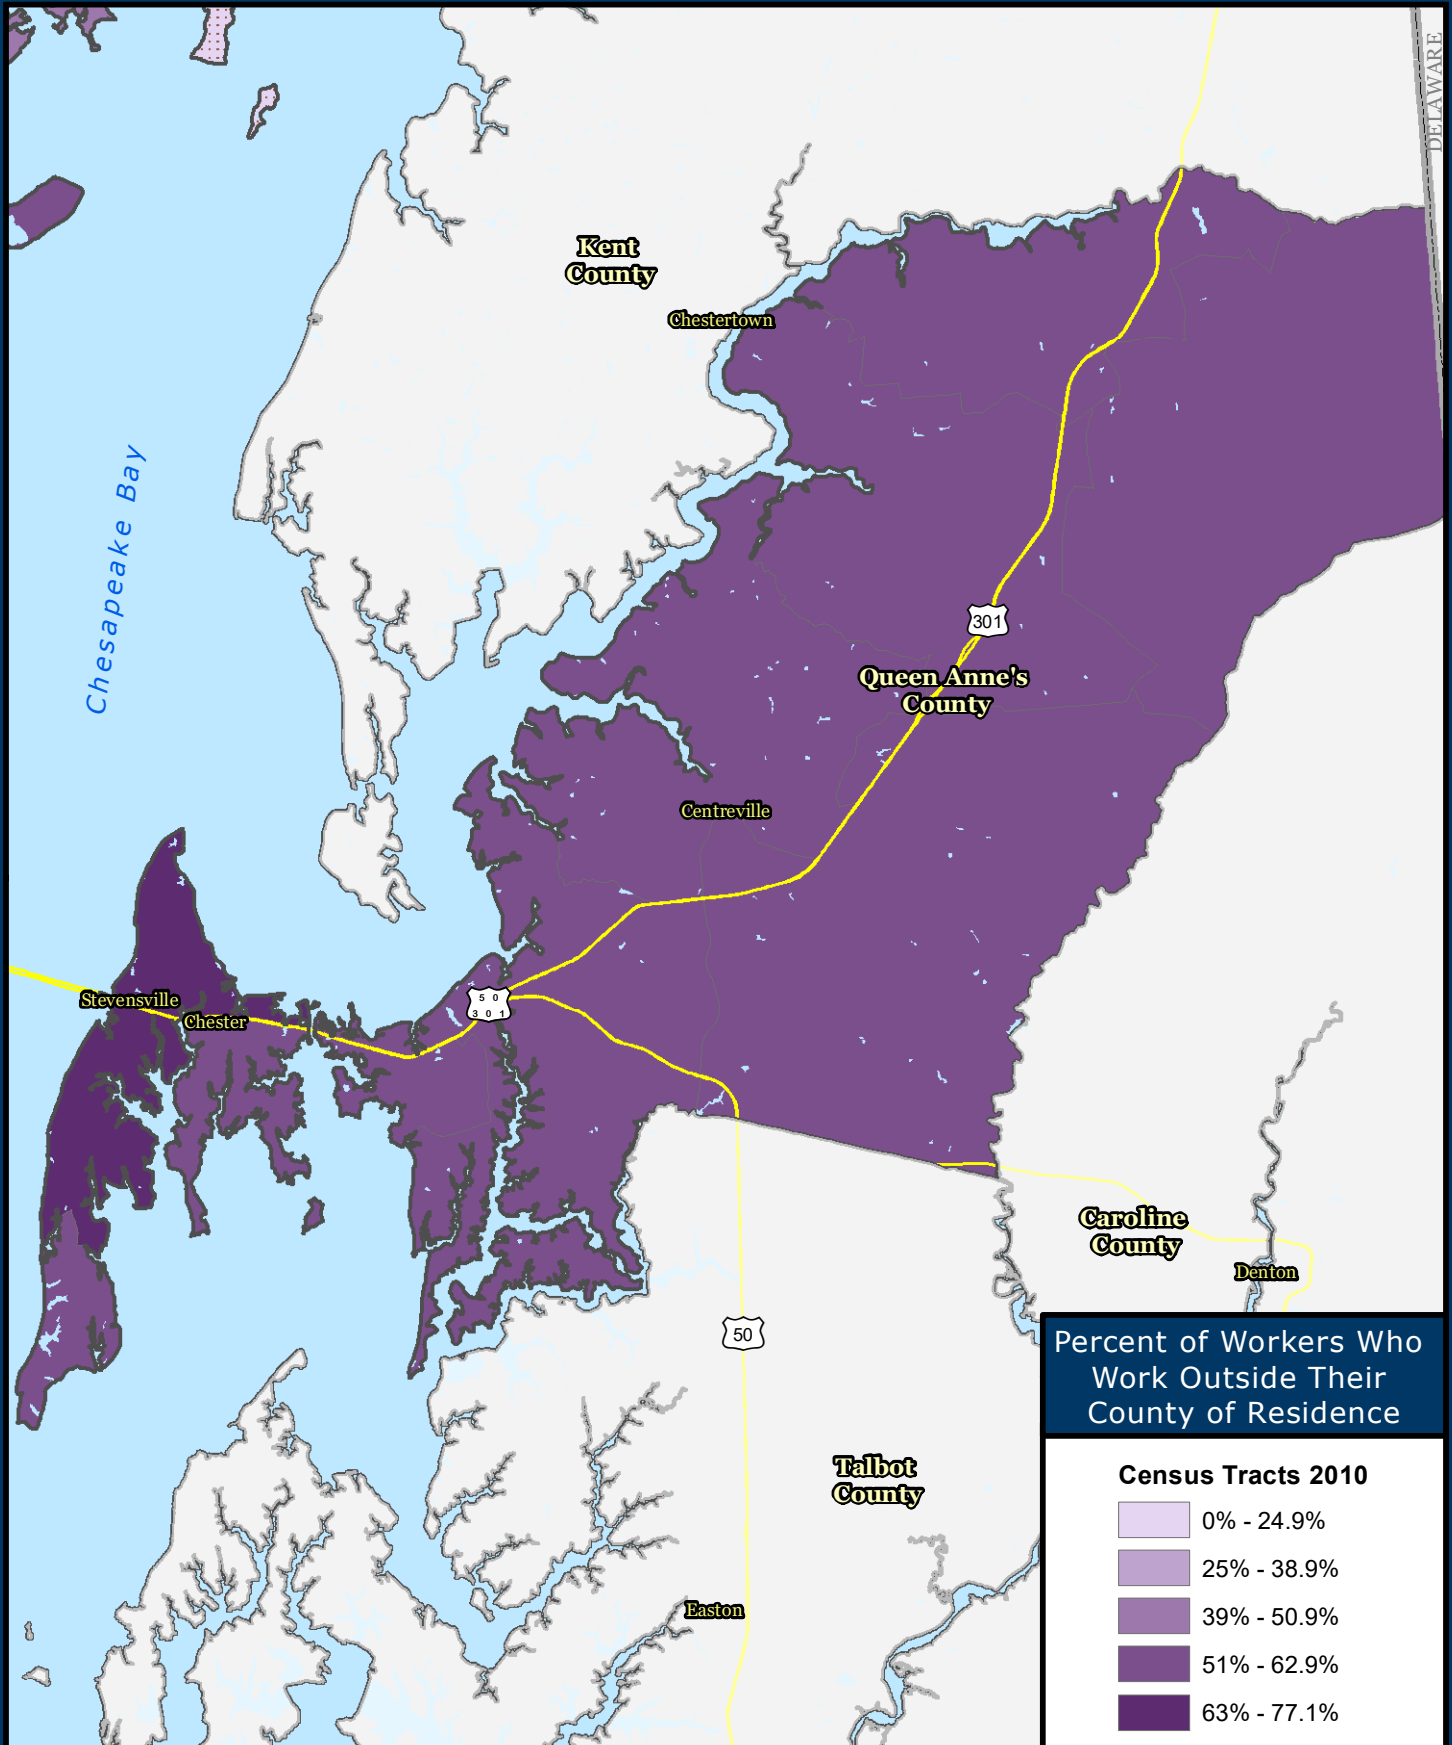 DELAWARE
Kent
County
Chestertown
Chesapeake Bay
301
Queen Anne's
County
Centreville
Stevensville
Chester
50
301
Caroline
County
Denton
50
Talbot
County
Easton
Percent of Workers Who
Work Outside Their
County of Residence
Census Tracts 2010
0% - 24.9%
25% - 38.9%
39% - 50.9%
51% - 62.9%
63% - 77.1%